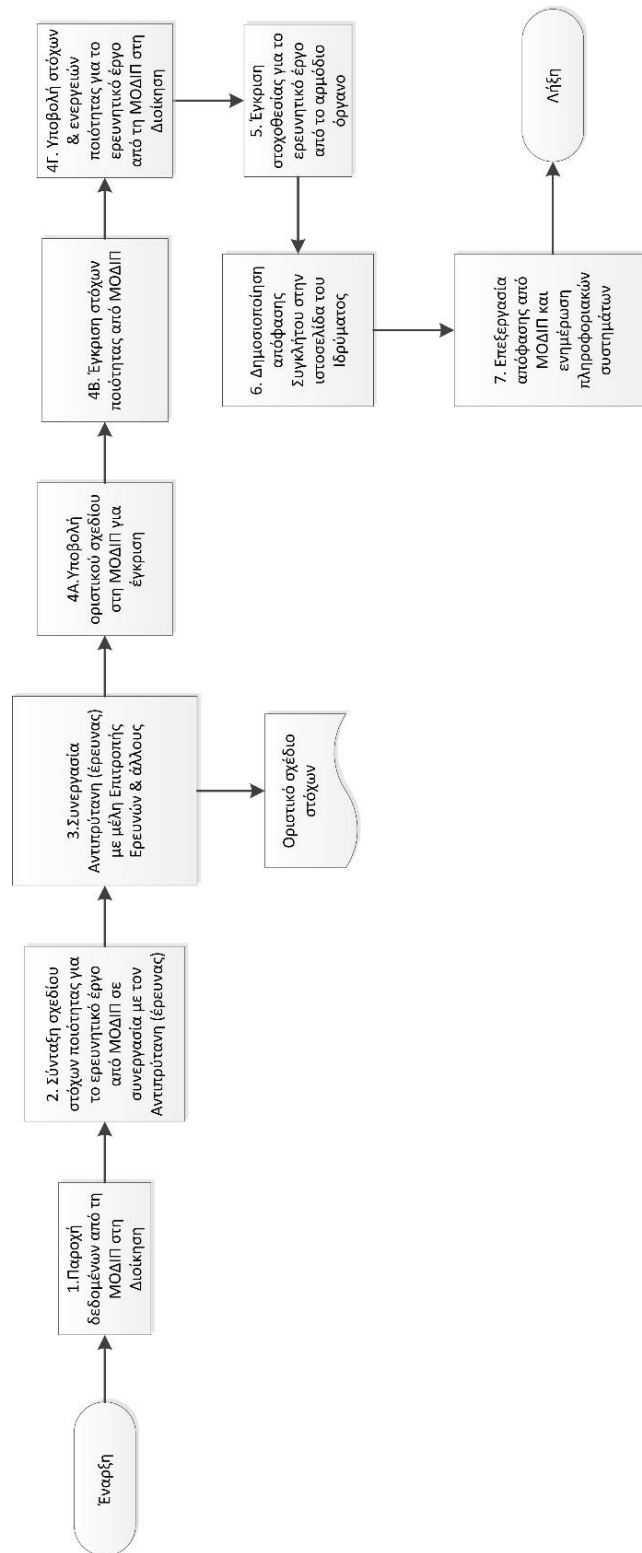 Έναρξη
1.Παροχή
δεδομένων από τη
ΜΟΔΙΠ στη
Διοίκηση
2. Σύνταξη σχεδίου
στόχων ποιότητας για
το ερευνητικό έργο
από ΜΟΔΙΠ σε
συνεργασία με τον
Αντιπρύτανη (έρευνας)
3.Συνεργασία
Αντιπρύτανη (έρευνας)
με μέλη Επιτροπής
Ερευνών & άλλους
Οριστικό σχέδιο
στόχων
4Α.Υποβολή
οριστικού σχεδίου
στη ΜΟΔΙΠ για
έγκριση
4Β. Έγκριση στόχων
ποιότητας από ΜΟΔΙΠ
4Γ. Υποβολή στόχων
& ενεργειών
ποιότητας για το
ερευνητικό έργο
από τη ΜΟΔΙΠ στη
Διοίκηση
5. Έγκριση
στοχοθεσίας για το
ερευνητικό έργο
από το αρμόδιο
όργανο
6. Δημοσιοποίηση
απόφασης
Συγκλήτου στην
ιστοσελίδα του
Ιδρύματος
7. Επεξεργασία
απόφασης από
ΜΟΔΙΠ και
ενημέρωση
πληροφοριακών
συστημάτων
Λήξη